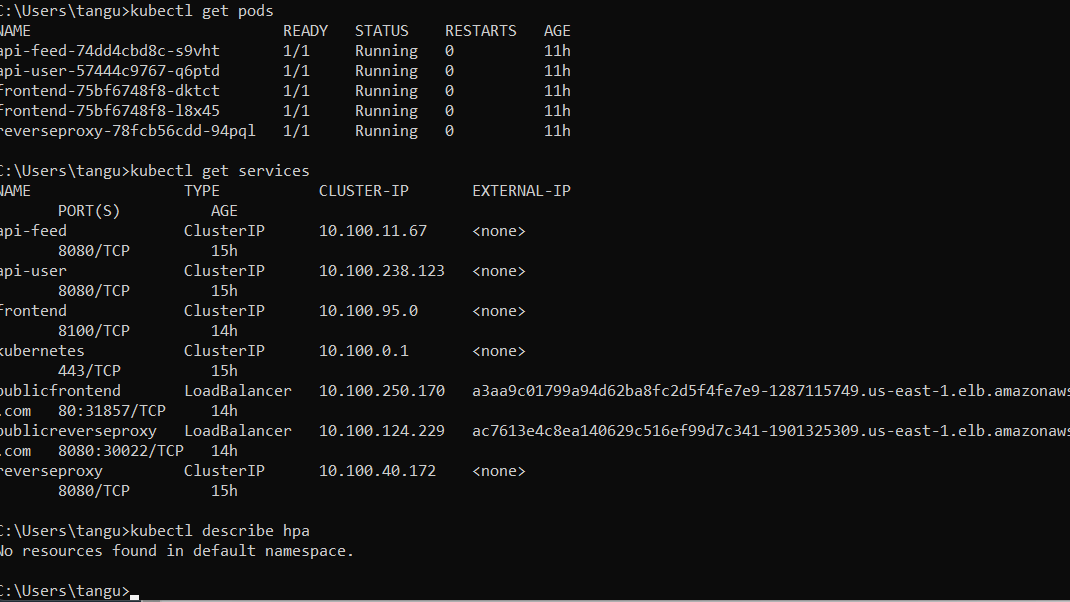 C:\Users\tangu>kubectl get pods
NAME READY STATUS RESTARTS AGE
api-feed-74dd4cbd8c-s9vht 1/1 Running 0 11h
api-user-57444c9767-q6ptd 1/1 Running 0 11h
frontend-75bf6748f8-dktct 1/1 Running 0 11h
frontend-75bf6748f8-l8x45 1/1 Running 0 11h
reverseproxy-78fcb56cdd-94pql 1/1 Running 0 11h
C:\Users\tangu>kubectl get services
NAME TYPE CLUSTER-IP EXTERNAL-IP
PORT(S) AGE
api-feed ClusterIP 10.100.11.67 <none>
8080/TCP 15h
api-user ClusterIP 10.100.238.123 <none>
8080/TCP 15h
frontend ClusterIP 10.100.95.0 <none>
8100/TCP 14h
kubernetes ClusterIP 10.100.0.1 <none>
443/TCP 15h
publicfrontend LoadBalancer 10.100.250.170 a3aa9c01799a94d62ba8fc2d5f4fe7e9-1287115749.us-east-1.elb.amazonaws
.com 80:31857/TCP 14h
publicreverseproxy LoadBalancer 10.100.124.229 ac7613e4c8ea140629c516ef99d7c341-1901325309.us-east-1.elb.amazonaws
.com 8080:30022/TCP 14h
reverseproxy ClusterIP 10.100.40.172 <none>
8080/TCP 15h
C:\Users\tangu>kubectl describe hpa
No resources found in default namespace.
C:\Users\tangu>